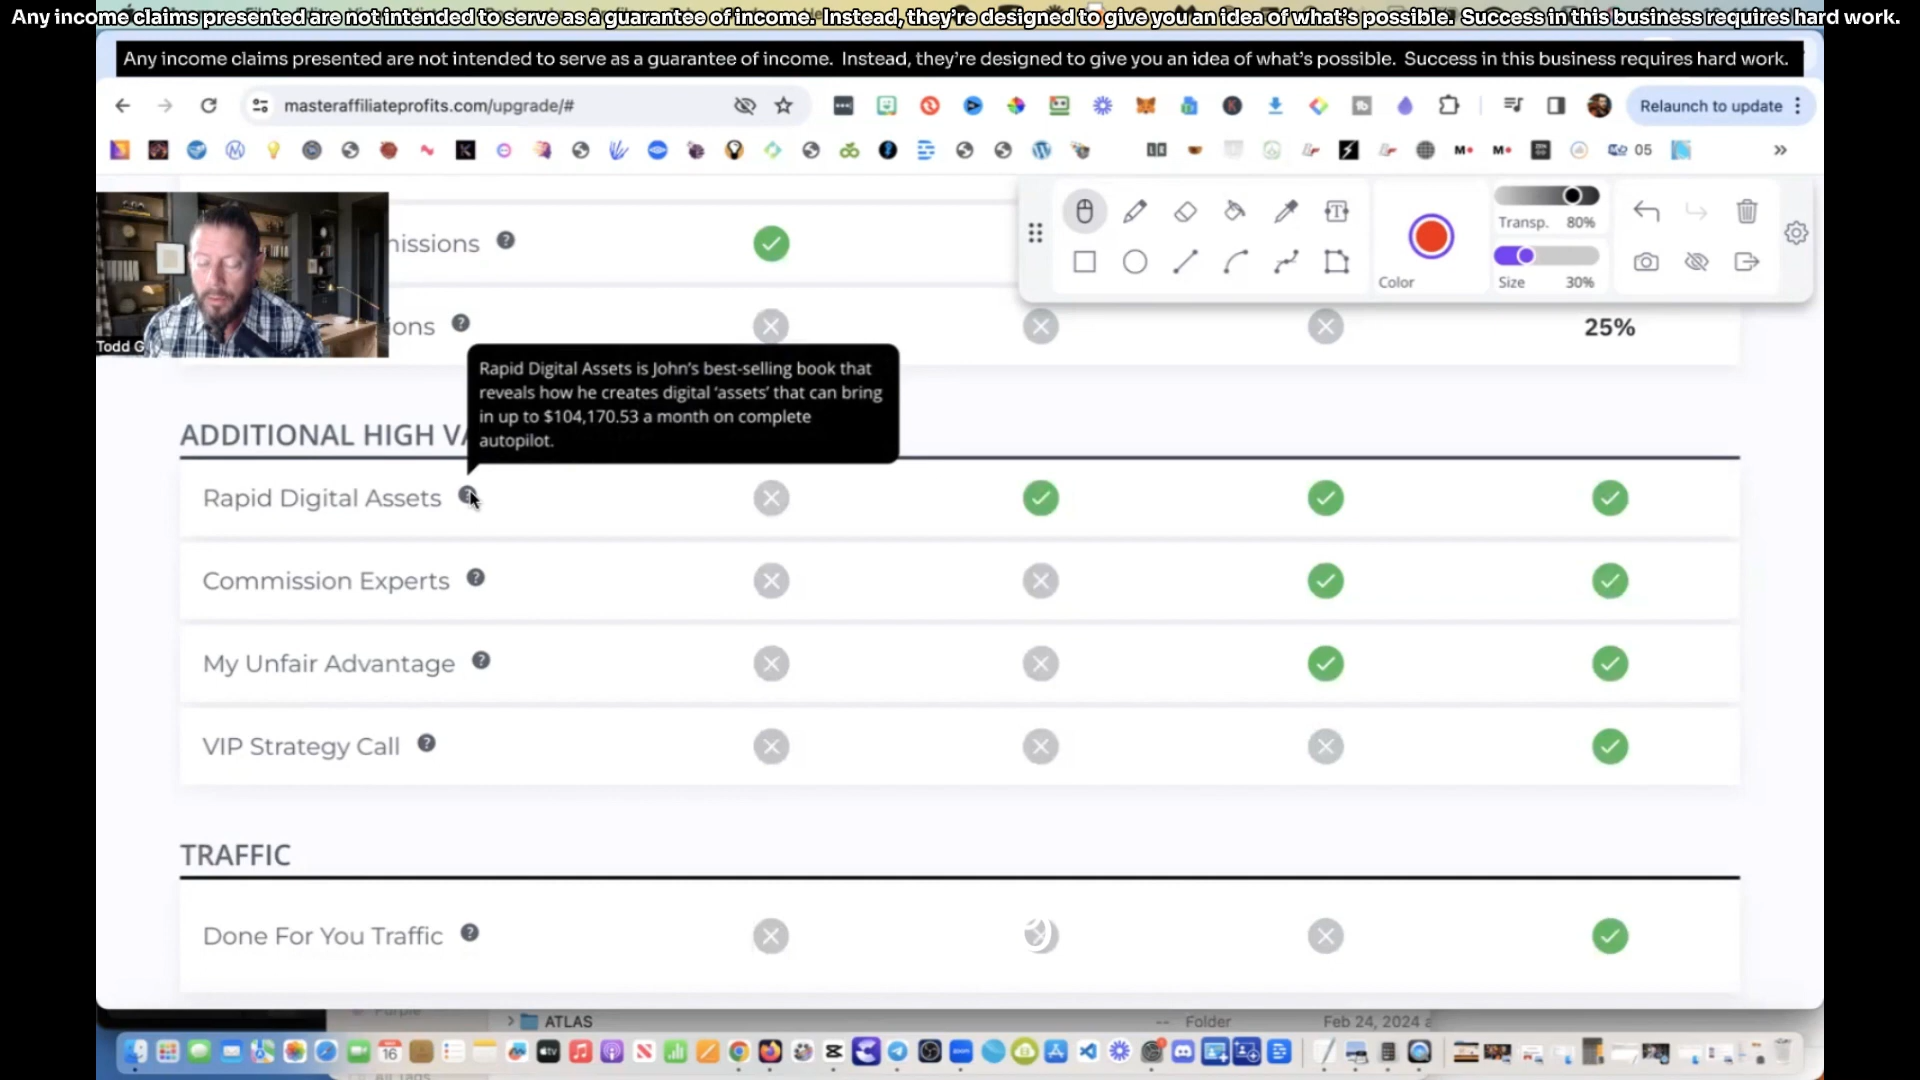 Any income claims presented are not intended to serve as a guarantee of income. Instead, they're designed to give you an idea of what's possible. Success in this business requires hard work.
Any income claims presented are not intended to serve as a guarantee of income. Instead, they're designed to give you an idea of what's possible. Success in this business requires hard work.
masteraffiliateprofits.com/upgrade/#
Relaunch to update
05
Transp. 80%
Color
Size 30%
Todd G
25%
Rapid Digital Assets is John's best-selling book that
reveals how he creates digital 'assets' that can bring
in up to $104,170.53 a month on complete
autopilot.
ADDITIONAL HIGH
Rapid Digital Assets
Commission Experts
My Unfair Advantage
VIP Strategy Call
TRAFFIC
Done For You Traffic
ATLAS
-- Folder
Feb 24, 2024
16